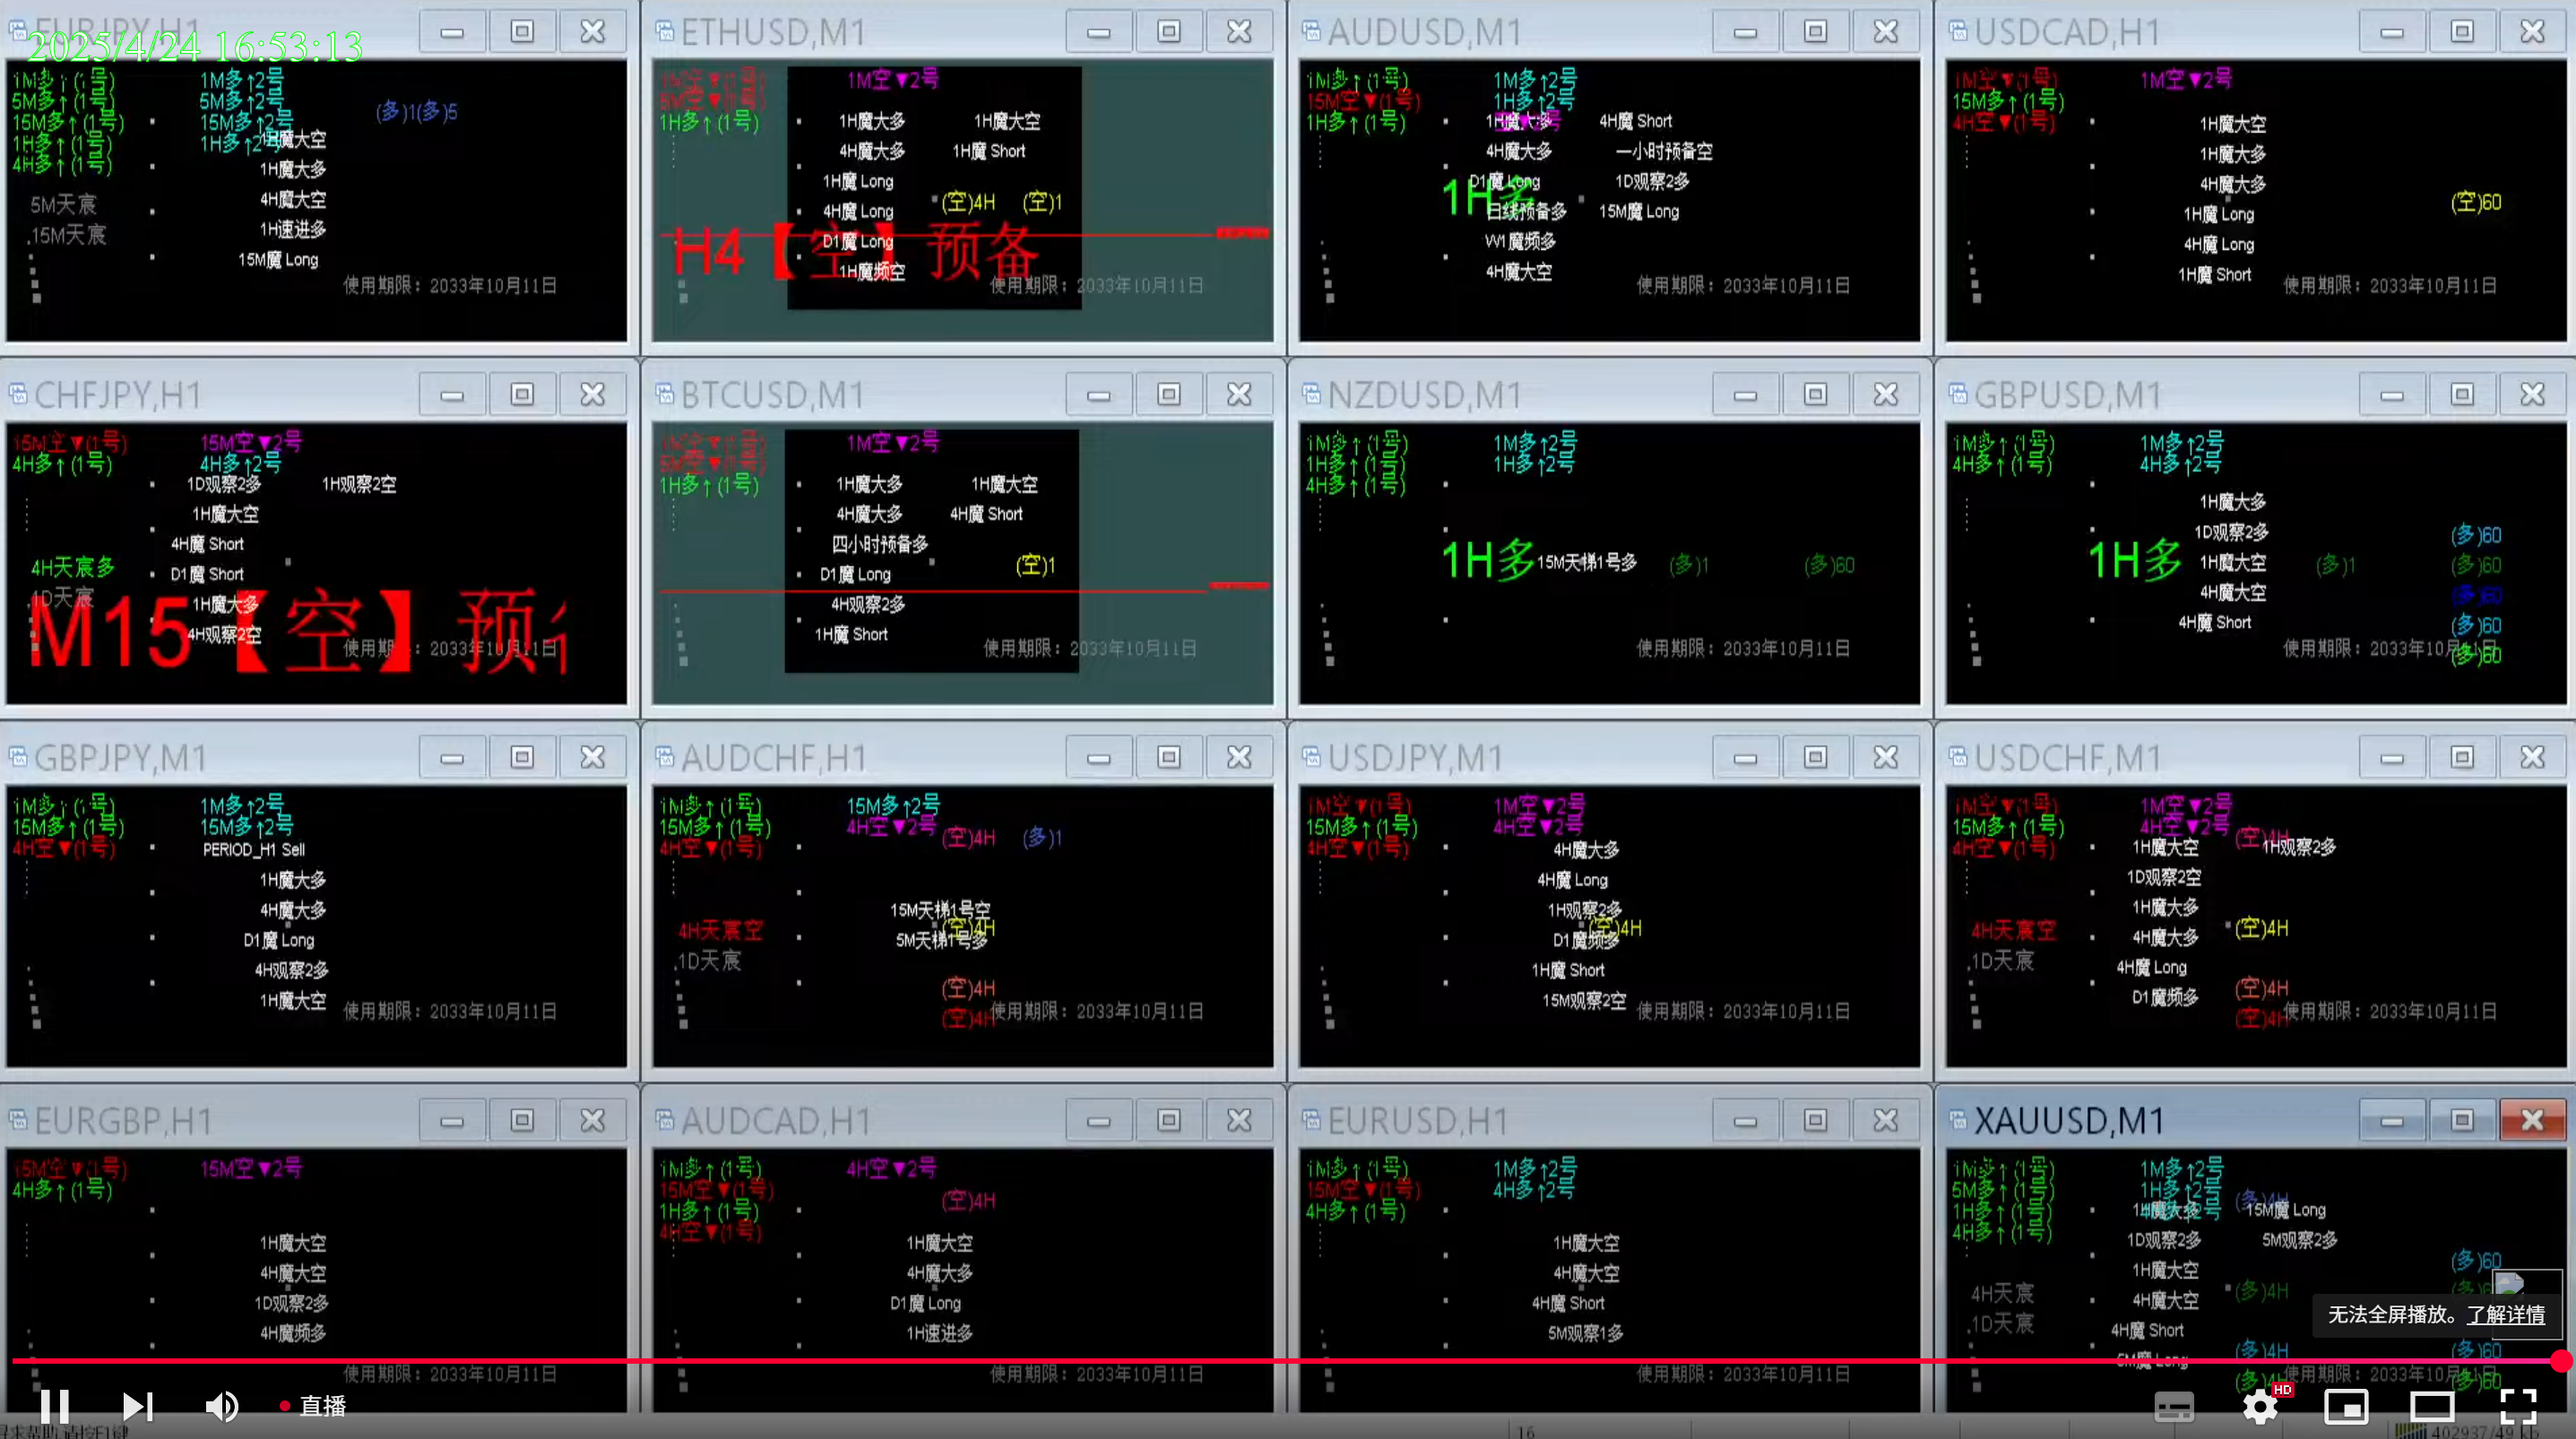 EURJPY,H1
2025/4/24 16:53:13
1M多↑(1号)
5M多↑(1号)
15M多↑(1号)
1H多↑(1号)
4H多↑(1号)
1M多↑2号
5M多↑2号
15M多↑2号
1H多↑2号
(多)1(多)5
1H魔大空
1H魔大多
4H魔大空
1H速进多
15M魔 Long
5M天宸
15M天宸
使用期限：2033年10月11日
ETHUSD,M1
1H多↑(1号)
1M空▼2号
1H魔大多
4H魔大多
1H魔 Long
4H魔 Long
D1魔 Long
1H魔频空
1H魔大空
1H魔 Short
(空)4H
(空)1
H4【空】预备
使用期限：2033年10月11日
AUDUSD,M1
1M多↑(1号)
15M空▼(1号)
1H多↑(1号)
1M多↑2号
1H多↑2号
1H魔大多
4H魔大多
D1魔 Long
日线预备多
W1魔频多
4H魔大空
4H魔 Short
一小时预备空
1D观察2多
15M魔 Long
1H多
使用期限：2033年10月11日
USDCAD,H1
1M空▼(1号)
15M多↑(1号)
4H空▼(1号)
1M空▼2号
1H魔大空
1H魔大多
4H魔大多
1H魔 Long
4H魔 Long
1H魔 Short
(空)60
使用期限：2033年10月11日
CHFJPY,H1
15M空▼(1号)
4H多↑(1号)
15M空▼2号
4H多↑2号
1D观察2多
1H魔大空
4H魔 Short
D1魔 Short
1H魔大多
4H观察2空
1H观察2空
4H天宸多
1D天宸
M15【空】预
使用期限：2033年10月11日
BTCUSD,M1
1H多↑(1号)
1M空▼2号
1H魔大多
4H魔大多
四小时预备多
D1魔 Long
4H观察2多
1H魔 Short
1H魔大空
4H魔 Short
(空)1
使用期限：2033年10月11日
NZDUSD,M1
1M多↑(1号)
1H多↑(1号)
4H多↑(1号)
1M多↑2号
1H多↑2号
1H多
15M天梯1号多
(多)1
(多)60
使用期限：2033年10月11日
GBPUSD,M1
1M多↑(1号)
4H多↑(1号)
1M多↑2号
4H多↑2号
1H多
1H魔大多
1D观察2多
1H魔大空
4H魔大空
4H魔 Short
(多)1
(多)60
(多)60
(多)60
(多)60
(多)60
使用期限：2033年10月11日
GBPJPY,M1
1M多↑(1号)
15M多↑(1号)
4H空▼(1号)
1M多↑2号
15M多↑2号
PERIOD_H1 Sell
1H魔大多
4H魔大多
D1魔 Long
4H观察2多
1H魔大空
使用期限：2033年10月11日
AUDCHF,H1
1M多↑(1号)
15M多↑(1号)
4H空▼(1号)
15M多↑2号
4H空▼2号
(空)4H
(多)1
15M天梯1号空
(空)4H
5M天梯1号多
4H天宸空
1D天宸
(空)4H
(空)4H
使用期限：2033年10月11日
USDJPY,M1
1M空▼(1号)
15M多↑(1号)
4H空▼(1号)
1M空▼2号
4H空▼2号
4H魔大多
4H魔 Long
1H观察2多
(空)4H
D1魔频多
1H魔 Short
15M观察2空
使用期限：2033年10月11日
USDCHF,M1
1M空▼(1号)
15M多↑(1号)
4H空▼(1号)
1M空▼2号
4H空▼2号
(空)4H
1H魔大空
1D观察2空
1H魔大多
4H魔大多
4H魔 Long
D1魔频多
1H观察2多
(空)4H
4H天宸空
1D天宸
(空)4H
(空)4H
使用期限：2033年10月11日
EURGBP,H1
15M空▼(1号)
4H多↑(1号)
15M空▼2号
1H魔大空
4H魔大空
1D观察2多
4H魔频多
使用期限：2033年10月11日
AUDCAD,H1
1M多↑(1号)
15M空▼(1号)
1H多↑(1号)
4H空▼(1号)
4H空▼2号
(空)4H
1H魔大空
4H魔大多
D1魔 Long
1H速进多
使用期限：2033年10月11日
EURUSD,H1
1M多↑(1号)
15M空▼(1号)
4H多↑(1号)
1M多↑2号
4H多↑2号
1H魔大空
4H魔大空
4H魔 Short
5M观察1多
使用期限：2033年10月11日
XAUUSD,M1
1M多↑(1号)
5M多↑(1号)
1H多↑(1号)
4H多↑(1号)
1M多↑2号
1H多↑2号
(多)4H
1H魔大多
1D观察2多
1H魔大空
4H魔大空
4H魔 Short
5M魔 Long
15M魔 Long
5M观察2多
(多)60
(多)4H
4H天宸
1D天宸
(多)4H
(多)60
(多)60
使用期限：2033年10月11日
无法全屏播放。了解详情
直播
HD
16